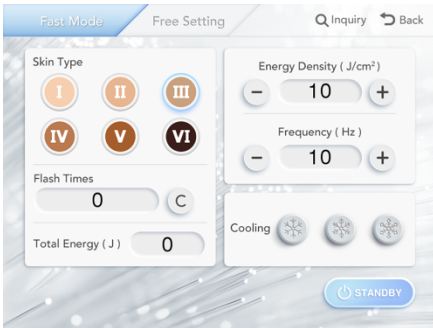 Fast Mode
Free Setting
Inquiry
Back
Skin Type
I II III
IV V VI
Flash Times
0 C
Total Energy ( J ) 0
Energy Density ( J/cm² )
− 10 +
Frequency ( Hz )
− 10 +
Cooling
STANDBY